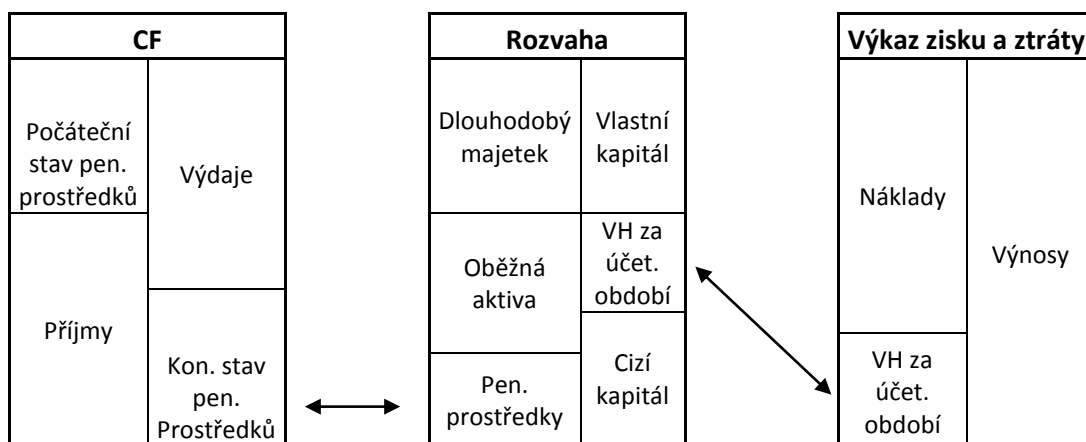 CF
Počáteční
stav pen.
prostředků
Výdaje
Příjmy
Kon. stav
pen.
Prostředků
Rozvaha
Dlouhodobý
majetek
Vlastní
kapitál
Oběžná
aktiva
VH za
účet.
období
Pen.
prostředky
Cizí
kapitál
Výkaz zisku a ztráty
Náklady
Výnosy
VH za
účet.
období